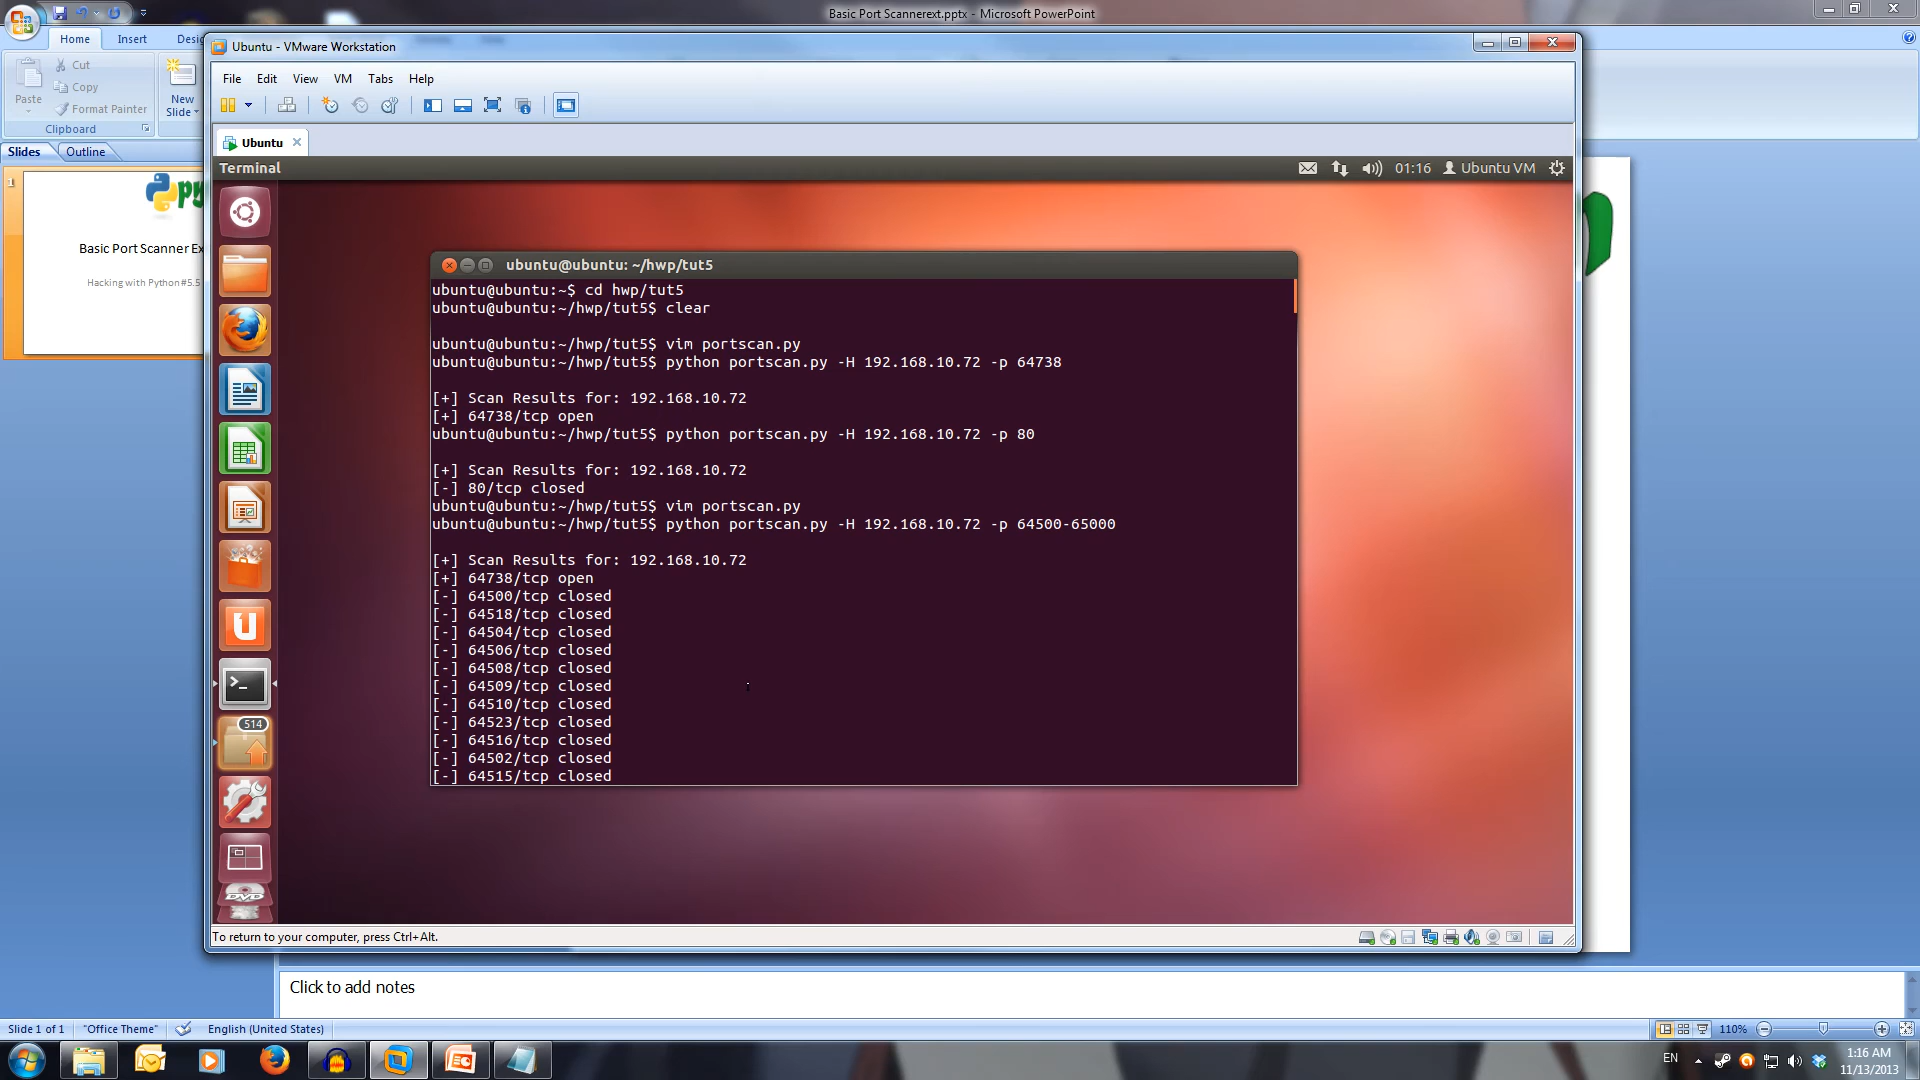 Basic Port Scannerext.pptx - Microsoft PowerPoint
Home
Insert
Desig
Ubuntu - VMware Workstation
Cut
Copy
Format Painter
Paste
New
Slide
Clipboard
File Edit View VM Tabs Help
Slides
Outline
Ubuntu
Terminal
01:16
Ubuntu VM
1
py
Basic Port Scanner Ex
Hacking with Python #5.5
ubuntu@ubuntu: ~/hwp/tut5
ubuntu@ubuntu:~$ cd hwp/tut5
ubuntu@ubuntu:~/hwp/tut5$ clear
ubuntu@ubuntu:~/hwp/tut5$ vim portscan.py
ubuntu@ubuntu:~/hwp/tut5$ python portscan.py -H 192.168.10.72 -p 64738
[+] Scan Results for: 192.168.10.72
[+] 64738/tcp open
ubuntu@ubuntu:~/hwp/tut5$ python portscan.py -H 192.168.10.72 -p 80
[+] Scan Results for: 192.168.10.72
[-] 80/tcp closed
ubuntu@ubuntu:~/hwp/tut5$ vim portscan.py
ubuntu@ubuntu:~/hwp/tut5$ python portscan.py -H 192.168.10.72 -p 64500-65000
[+] Scan Results for: 192.168.10.72
[+] 64738/tcp open
[-] 64500/tcp closed
[-] 64518/tcp closed
[-] 64504/tcp closed
[-] 64506/tcp closed
[-] 64508/tcp closed
[-] 64509/tcp closed
[-] 64510/tcp closed
[-] 64523/tcp closed
[-] 64516/tcp closed
[-] 64502/tcp closed
[-] 64515/tcp closed
514
DVD
To return to your computer, press Ctrl+Alt.
Click to add notes
Slide 1 of 1
"Office Theme"
English (United States)
110%
EN
1:16 AM
11/13/2013